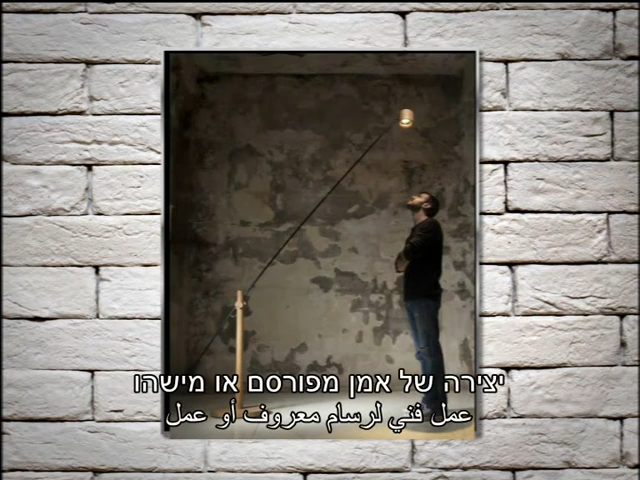 יצירה של אמן מפורסם או מישהו
عمل فني لرسام معروف أو عمل